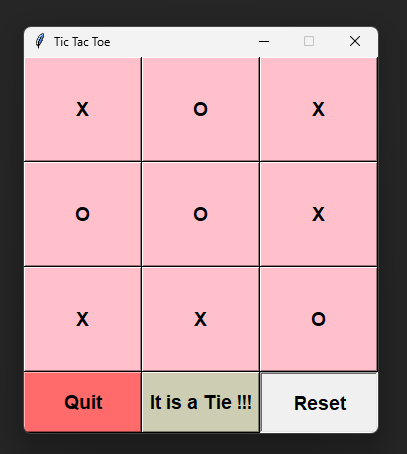 Tic Tac Toe
X O X
O O X
X X O
Quit It is a Tie !!! Reset